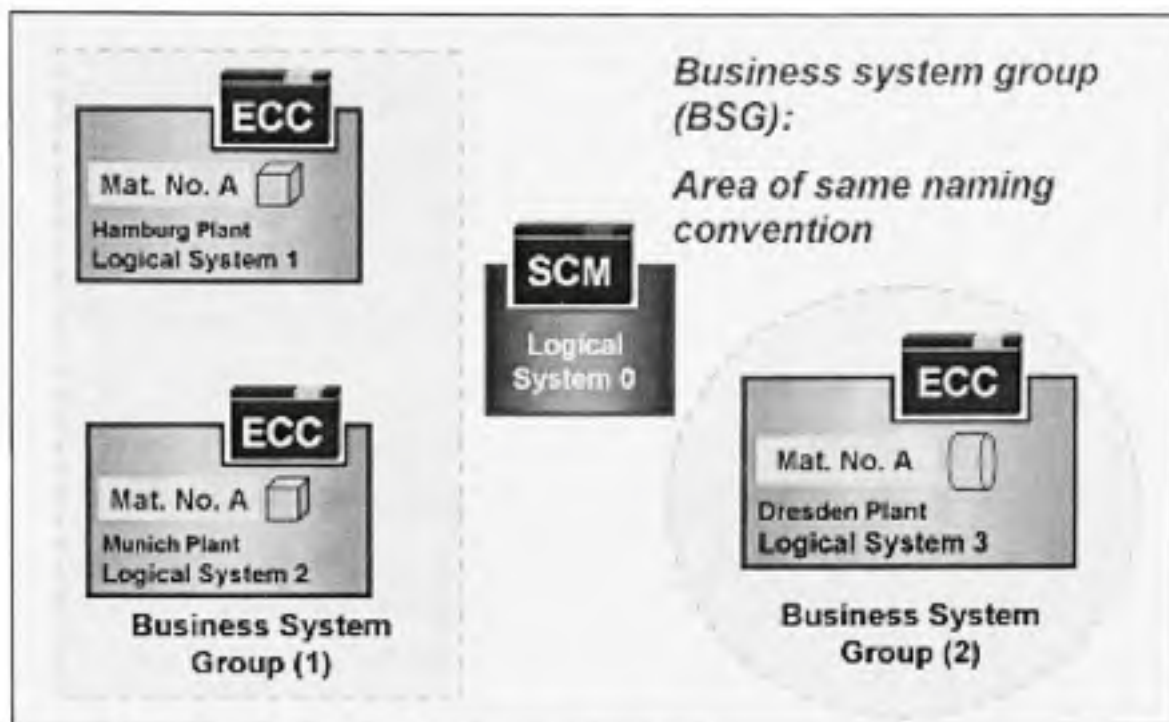 Business system group
(BSG):
Area of same naming
convention
ECC
Mat. No. A
Hamburg Plant
Logical System 1
ECC
Mat. No. A
Munich Plant
Logical System 2
Business System
Group (1)
SCM
Logical
System 0
ECC
Mat. No. A
Dresden Plant
Logical System 3
Business System
Group (2)